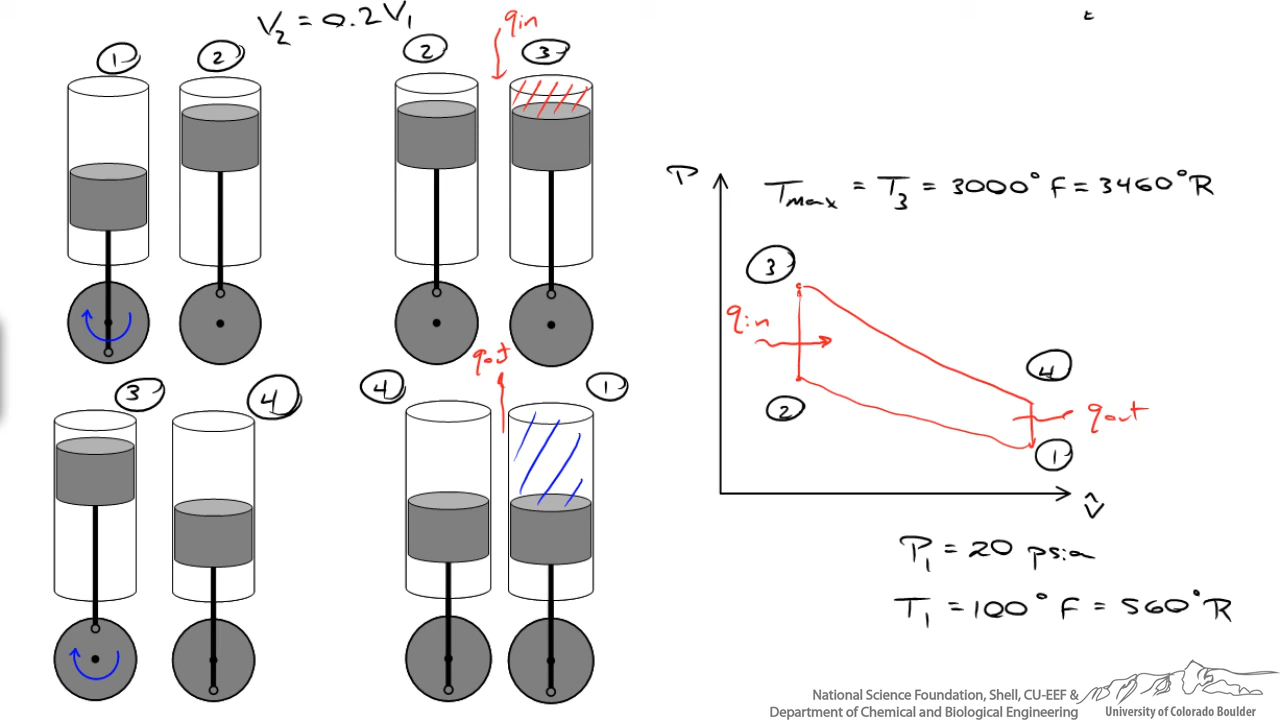 V₂ = 0.2V₁
qin
①
②
②
③
P
Tmax = T₃ = 3000°F = 3460°R
③
qin
②
④
qout
①
V̂
qout
③
④
④
①
P₁ = 20 psia
T₁ = 100°F = 560°R
National Science Foundation, Shell, CU-EEF &
Department of Chemical and Biological Engineering
University of Colorado Boulder